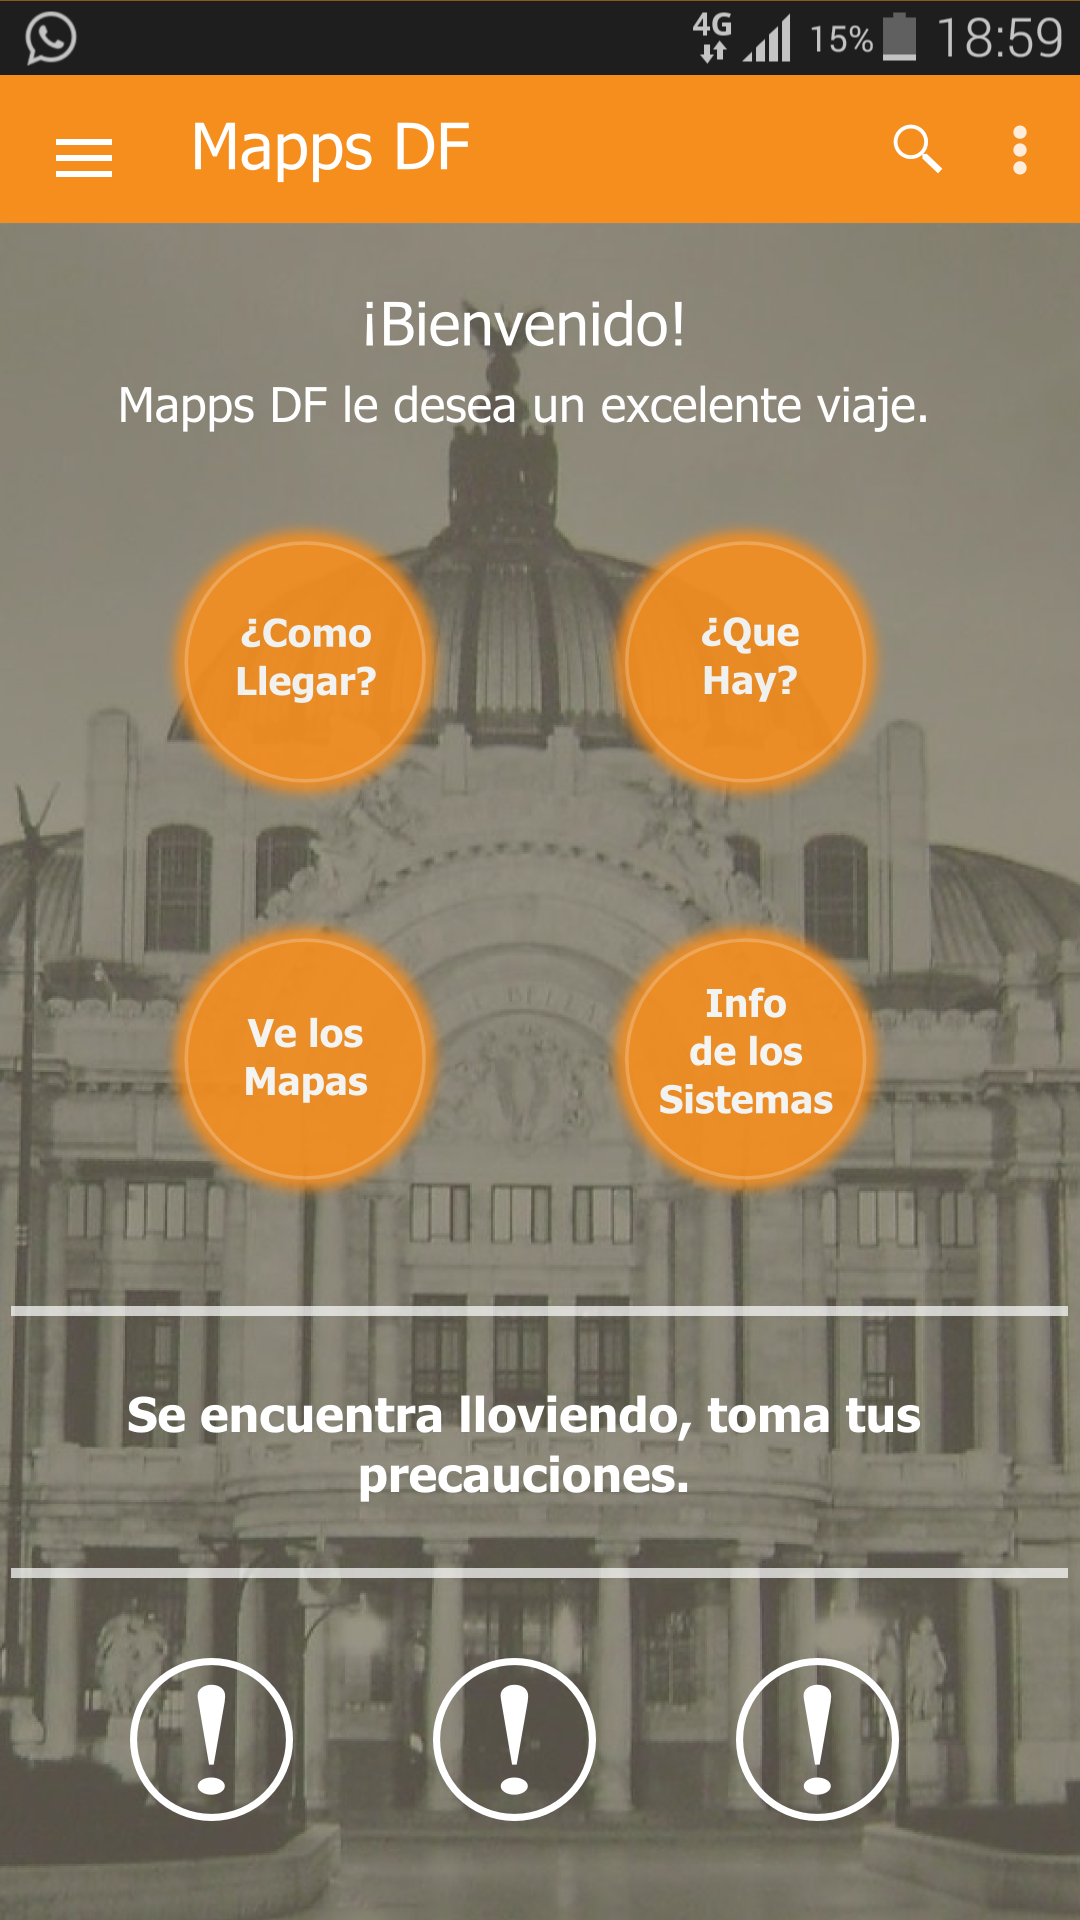 4G 15% 18:59
Mapps DF
¡Bienvenido!
Mapps DF le desea un excelente viaje.
¿Como
Llegar?
¿Que
Hay?
Ve los
Mapas
Info
de los
Sistemas
Se encuentra lloviendo, toma tus
precauciones.
! ! !